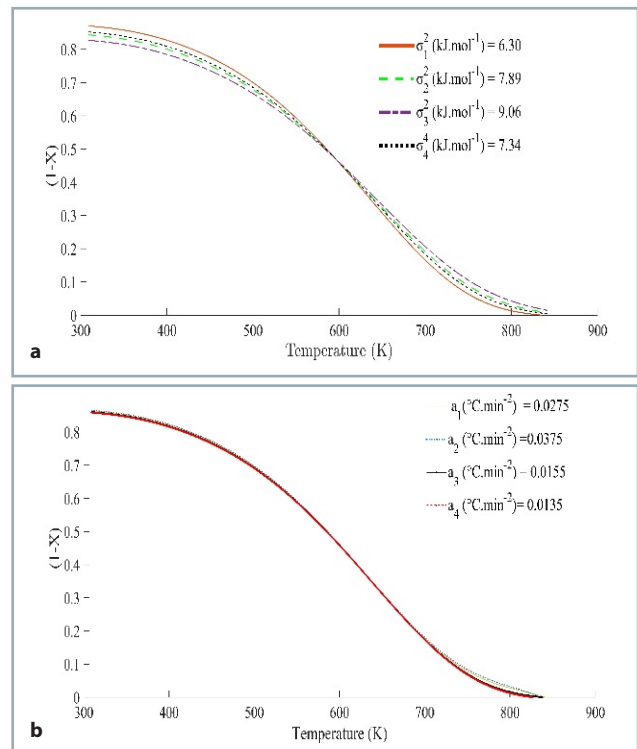 0.8
0.7
0.6
0.5
0.4
0.3
0.2
0.1
0
(1-X)
σ₁² (kJ.mol⁻¹) = 6.30
σ₂² (kJ.mol⁻¹) = 7.89
σ₃² (kJ.mol⁻¹) = 9.06
σ₄⁴ (kJ.mol⁻¹) = 7.34
300 400 500 600 700 800 900
Temperature (K)
a
0.8
0.7
0.6
0.5
0.4
0.3
0.2
0.1
0
(1-X)
a₁(°C.min⁻²) = 0.0275
a₂ (°C.min⁻²) =0.0375
a₃ (°C.min⁻²) – 0.0155
a₄ (°C.min⁻²)= 0.0135
300 400 500 600 700 800 900
Temperature (K)
b